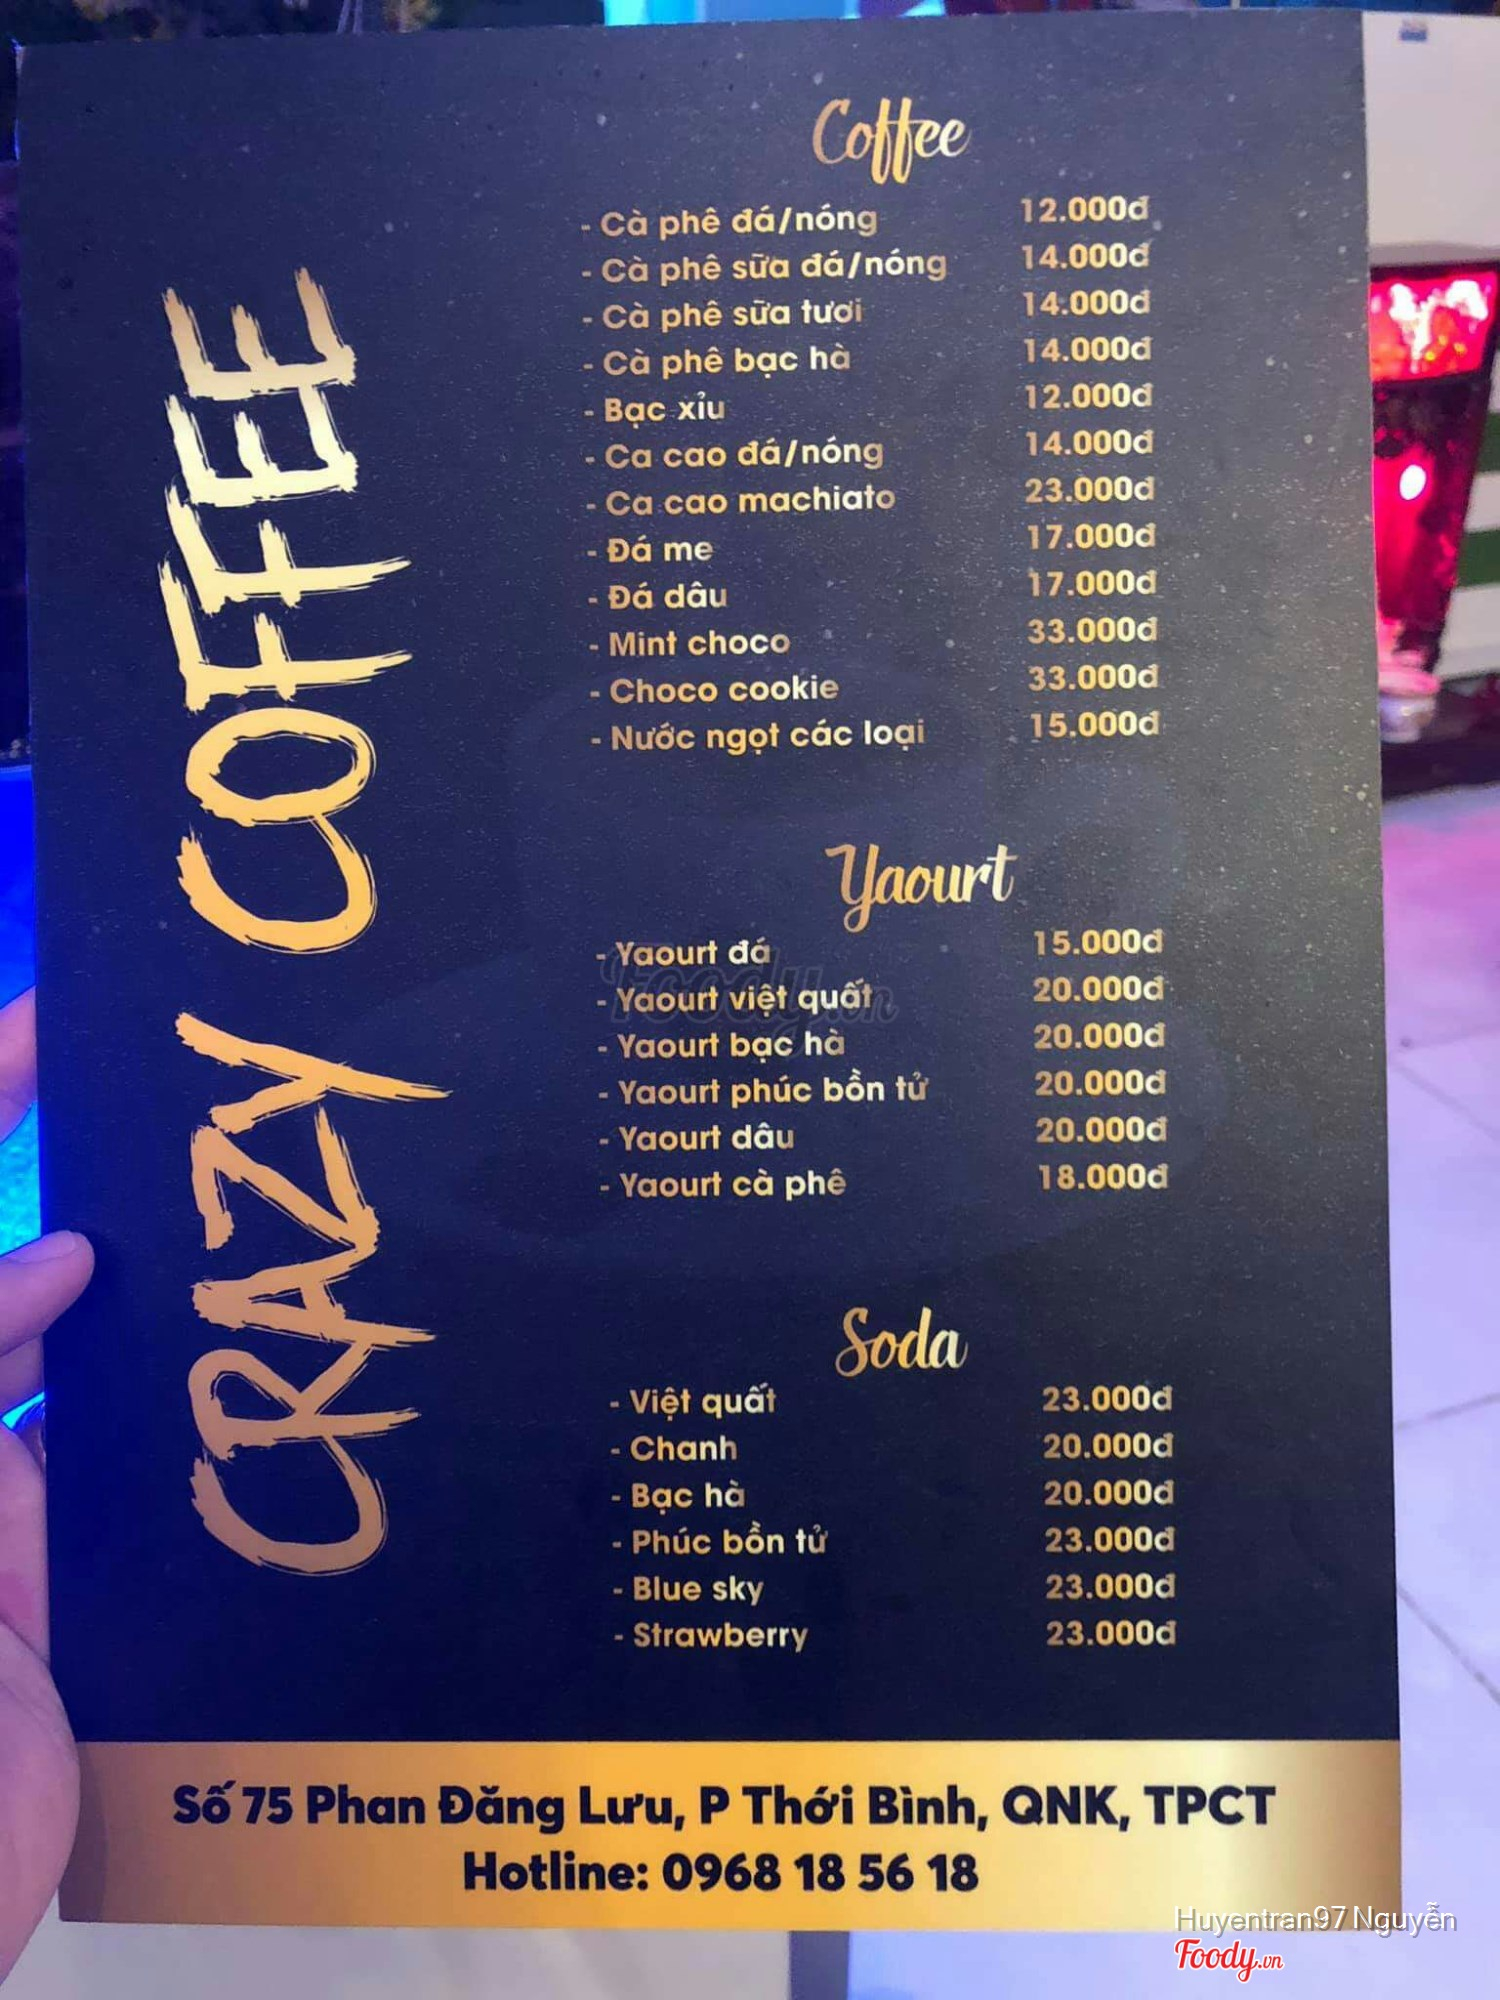 CRAZY COFFEE
Coffee
- Cà phê đá/nóng 12.000đ
- Cà phê sữa đá/nóng 14.000đ
- Cà phê sữa tươi 14.000đ
- Cà phê bạc hà 14.000đ
- Bạc xỉu 12.000đ
- Ca cao đá/nóng 14.000đ
- Ca cao machiato 23.000đ
- Đá me 17.000đ
- Đá dâu 17.000đ
- Mint choco 33.000đ
- Choco cookie 33.000đ
- Nước ngọt các loại 15.000đ
Yaourt
- Yaourt đá 15.000đ
- Yaourt việt quất 20.000đ
- Yaourt bạc hà 20.000đ
- Yaourt phúc bồn tử 20.000đ
- Yaourt dâu 20.000đ
- Yaourt cà phê 18.000đ
Foody.vn
Soda
- Việt quất 23.000đ
- Chanh 20.000đ
- Bạc hà 20.000đ
- Phúc bồn tử 23.000đ
- Blue sky 23.000đ
- Strawberry 23.000đ
Số 75 Phan Đăng Lưu, P Thới Bình, QNK, TPCT
Hotline: 0968 18 56 18
Huyentran97 Nguyễn
Foody.vn